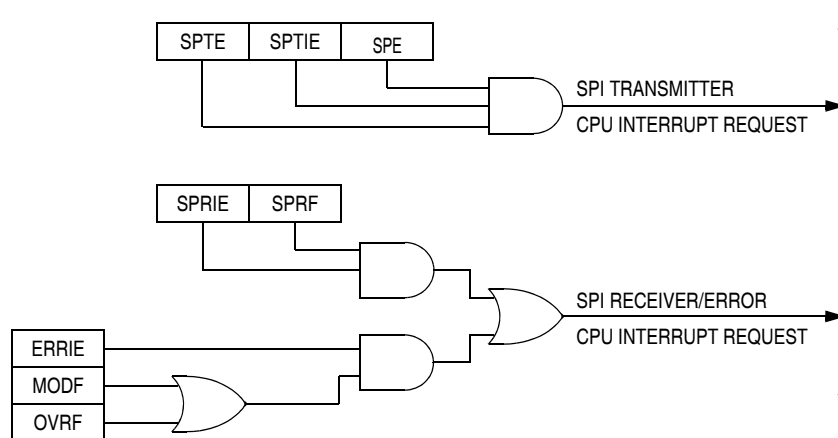 SPTE SPTIE SPE
SPI TRANSMITTER
CPU INTERRUPT REQUEST
SPRIE SPRF
SPI RECEIVER/ERROR
CPU INTERRUPT REQUEST
ERRIE
MODF
OVRF